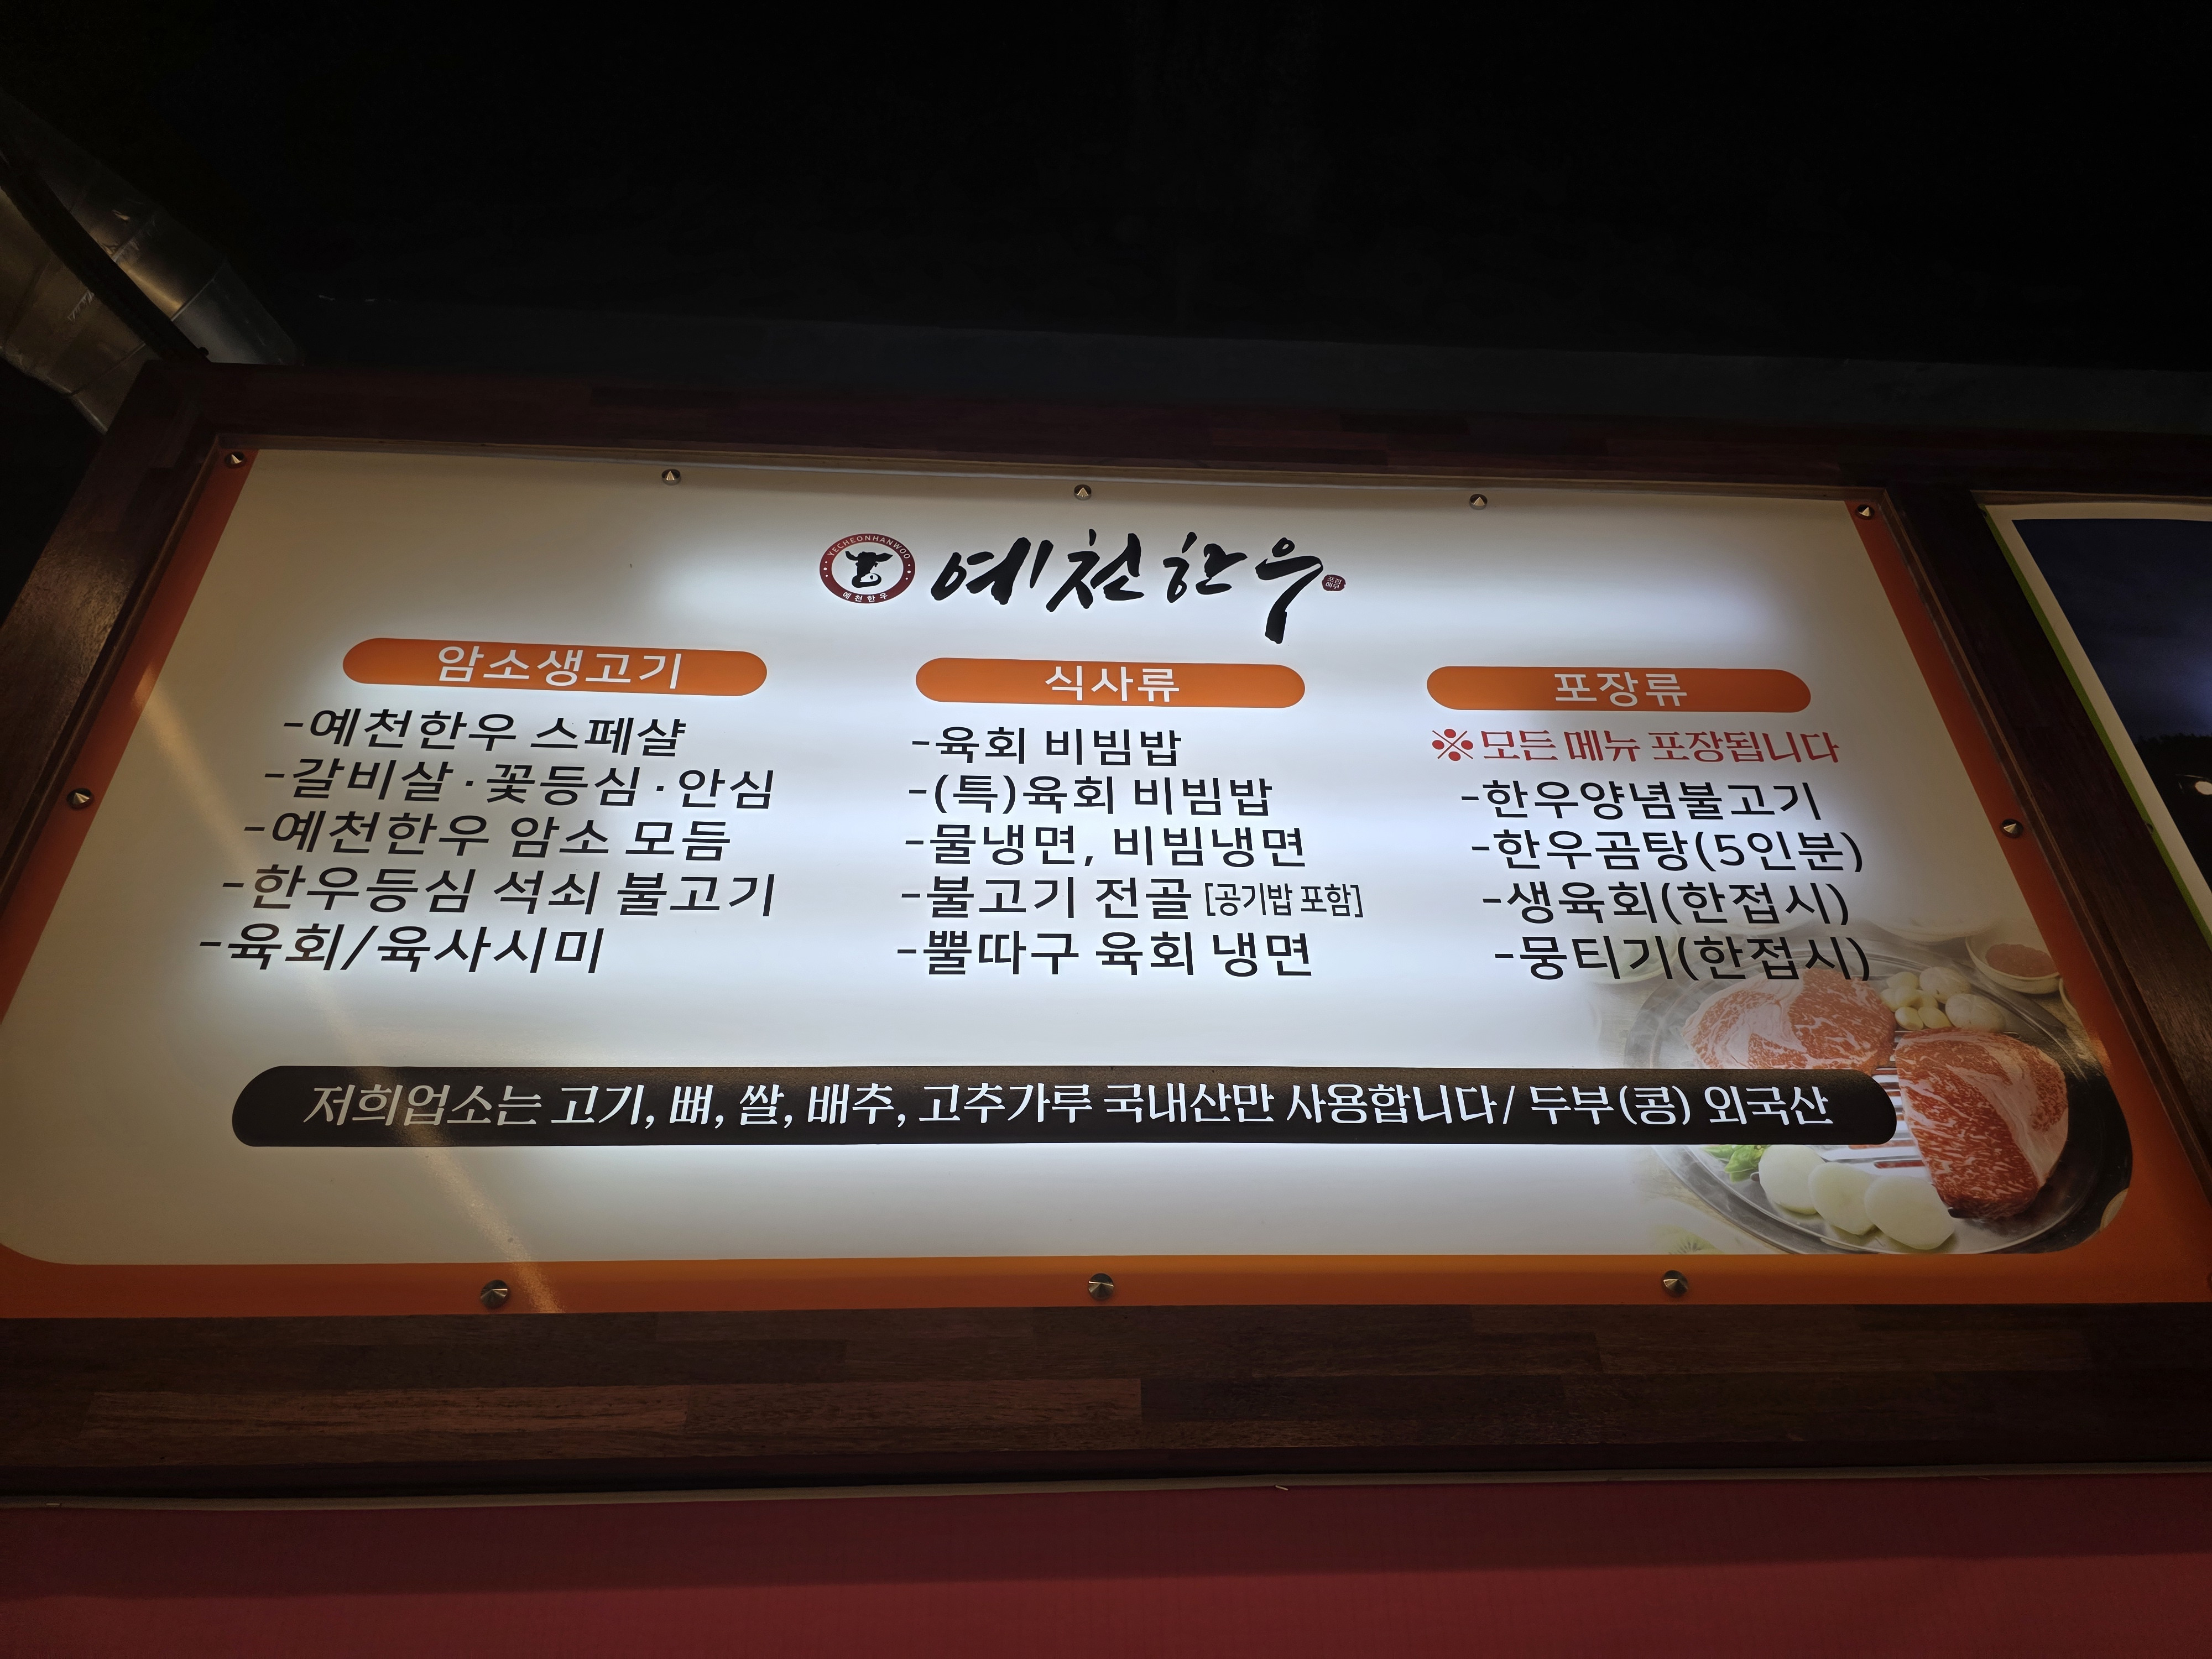 YECHEONHANWOO
예천한우
예천한우
암소생고기
-예천한우 스페샬
-갈비살·꽃등심·안심
-예천한우 암소 모듬
-한우등심 석쇠 불고기
-육회/육사시미
식사류
-육회 비빔밥
-(특)육회 비빔밥
-물냉면, 비빔냉면
-불고기 전골 [공기밥 포함]
-뿔따구 육회 냉면
포장류
※모든 메뉴 포장됩니다
-한우양념불고기
-한우곰탕(5인분)
-생육회(한접시)
-뭉티기(한접시)
저희업소는 고기, 뼈, 쌀, 배추, 고추가루 국내산만 사용합니다/ 두부(콩) 외국산